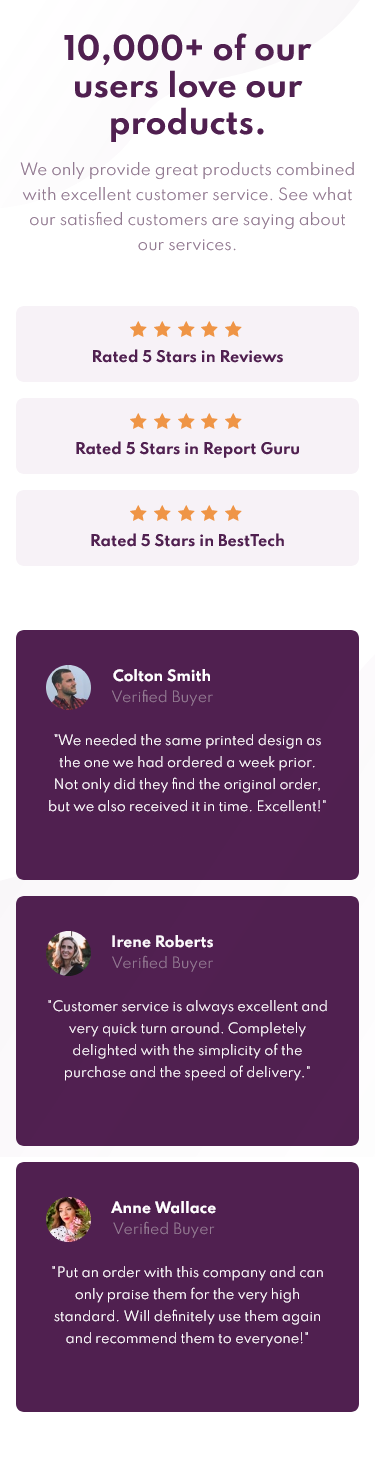 10,000+ of our
users love our
products.
We only provide great products combined
with excellent customer service. See what
our satisfied customers are saying about
our services.
Rated 5 Stars in Reviews
Rated 5 Stars in Report Guru
Rated 5 Stars in BestTech
Colton Smith
Verified Buyer
"We needed the same printed design as
the one we had ordered a week prior.
Not only did they find the original order,
but we also received it in time. Excellent!"
Irene Roberts
Verified Buyer
"Customer service is always excellent and
very quick turn around. Completely
delighted with the simplicity of the
purchase and the speed of delivery."
Anne Wallace
Verified Buyer
"Put an order with this company and can
only praise them for the very high
standard. Will definitely use them again
and recommend them to everyone!"